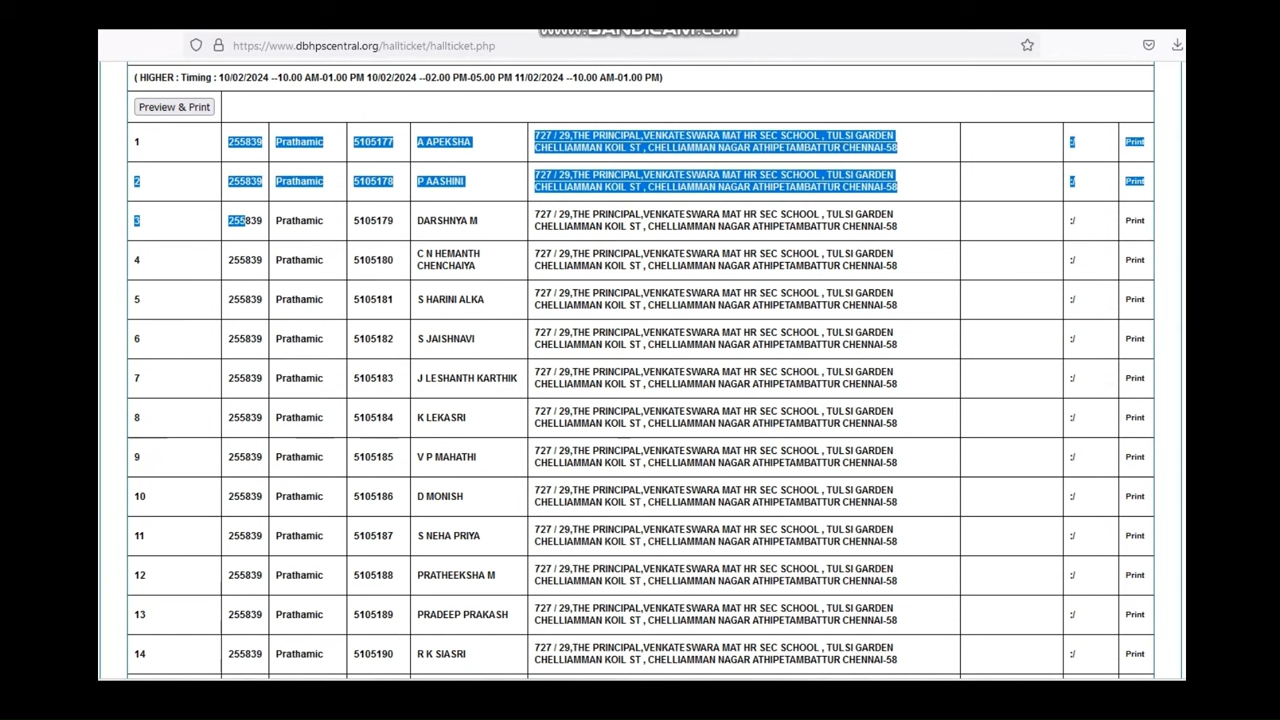 www.BANDICAM.com
https://www.dbhpscentral.org/hallticket/hallticket.php
( HIGHER : Timing : 10/02/2024 --10.00 AM-01.00 PM 10/02/2024 --02.00 PM-05.00 PM 11/02/2024 --10.00 AM-01.00 PM)
Preview & Print
1 255839 Prathamic 5105177 A APEKSHA 727 / 29,THE PRINCIPAL,VENKATESWARA MAT HR SEC SCHOOL , TULSI GARDEN :/ Print
CHELLIAMMAN KOIL ST , CHELLIAMMAN NAGAR ATHIPETAMBATTUR CHENNAI-58
2 255839 Prathamic 5105178 P AASHINI 727 / 29,THE PRINCIPAL,VENKATESWARA MAT HR SEC SCHOOL , TULSI GARDEN :/ Print
CHELLIAMMAN KOIL ST , CHELLIAMMAN NAGAR ATHIPETAMBATTUR CHENNAI-58
3 255839 Prathamic 5105179 DARSHNYA M 727 / 29,THE PRINCIPAL,VENKATESWARA MAT HR SEC SCHOOL , TULSI GARDEN :/ Print
CHELLIAMMAN KOIL ST , CHELLIAMMAN NAGAR ATHIPETAMBATTUR CHENNAI-58
4 255839 Prathamic 5105180 C N HEMANTH 727 / 29,THE PRINCIPAL,VENKATESWARA MAT HR SEC SCHOOL , TULSI GARDEN :/ Print
CHENCHAIYA CHELLIAMMAN KOIL ST , CHELLIAMMAN NAGAR ATHIPETAMBATTUR CHENNAI-58
5 255839 Prathamic 5105181 S HARINI ALKA 727 / 29,THE PRINCIPAL,VENKATESWARA MAT HR SEC SCHOOL , TULSI GARDEN :/ Print
CHELLIAMMAN KOIL ST , CHELLIAMMAN NAGAR ATHIPETAMBATTUR CHENNAI-58
6 255839 Prathamic 5105182 S JAISHNAVI 727 / 29,THE PRINCIPAL,VENKATESWARA MAT HR SEC SCHOOL , TULSI GARDEN :/ Print
CHELLIAMMAN KOIL ST , CHELLIAMMAN NAGAR ATHIPETAMBATTUR CHENNAI-58
7 255839 Prathamic 5105183 J LESHANTH KARTHIK 727 / 29,THE PRINCIPAL,VENKATESWARA MAT HR SEC SCHOOL , TULSI GARDEN :/ Print
CHELLIAMMAN KOIL ST , CHELLIAMMAN NAGAR ATHIPETAMBATTUR CHENNAI-58
8 255839 Prathamic 5105184 K LEKASRI 727 / 29,THE PRINCIPAL,VENKATESWARA MAT HR SEC SCHOOL , TULSI GARDEN :/ Print
CHELLIAMMAN KOIL ST , CHELLIAMMAN NAGAR ATHIPETAMBATTUR CHENNAI-58
9 255839 Prathamic 5105185 V P MAHATHI 727 / 29,THE PRINCIPAL,VENKATESWARA MAT HR SEC SCHOOL , TULSI GARDEN :/ Print
CHELLIAMMAN KOIL ST , CHELLIAMMAN NAGAR ATHIPETAMBATTUR CHENNAI-58
10 255839 Prathamic 5105186 D MONISH 727 / 29,THE PRINCIPAL,VENKATESWARA MAT HR SEC SCHOOL , TULSI GARDEN :/ Print
CHELLIAMMAN KOIL ST , CHELLIAMMAN NAGAR ATHIPETAMBATTUR CHENNAI-58
11 255839 Prathamic 5105187 S NEHA PRIYA 727 / 29,THE PRINCIPAL,VENKATESWARA MAT HR SEC SCHOOL , TULSI GARDEN :/ Print
CHELLIAMMAN KOIL ST , CHELLIAMMAN NAGAR ATHIPETAMBATTUR CHENNAI-58
12 255839 Prathamic 5105188 PRATHEEKSHA M 727 / 29,THE PRINCIPAL,VENKATESWARA MAT HR SEC SCHOOL , TULSI GARDEN :/ Print
CHELLIAMMAN KOIL ST , CHELLIAMMAN NAGAR ATHIPETAMBATTUR CHENNAI-58
13 255839 Prathamic 5105189 PRADEEP PRAKASH 727 / 29,THE PRINCIPAL,VENKATESWARA MAT HR SEC SCHOOL , TULSI GARDEN :/ Print
CHELLIAMMAN KOIL ST , CHELLIAMMAN NAGAR ATHIPETAMBATTUR CHENNAI-58
14 255839 Prathamic 5105190 R K SIASRI 727 / 29,THE PRINCIPAL,VENKATESWARA MAT HR SEC SCHOOL , TULSI GARDEN :/ Print
CHELLIAMMAN KOIL ST , CHELLIAMMAN NAGAR ATHIPETAMBATTUR CHENNAI-58